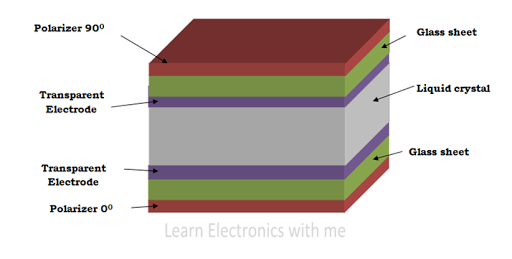 Polarizer 90⁰
Glass sheet
Transparent
Electrode
Liquid crystal
Transparent
Electrode
Glass sheet
Polarizer 0⁰
Learn Electronics with me